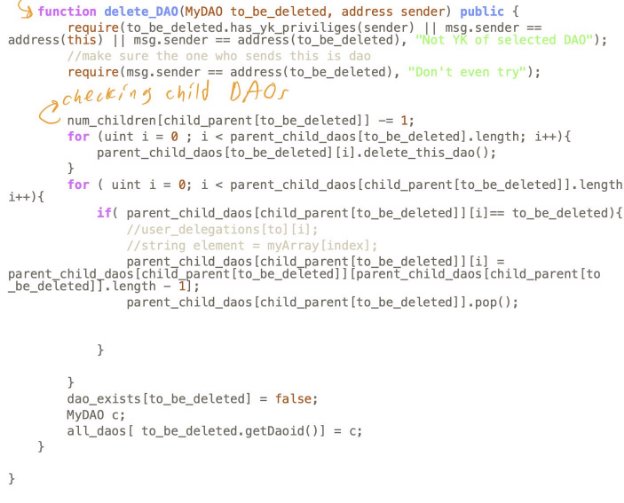 function delete_DAO(MyDAO to_be_deleted, address sender) public {
require(to_be_deleted.has_yk_priviliges(sender) || msg.sender ==
address(this) || msg.sender == address(to_be_deleted), "Not YK of selected DAO");
//make sure the one who sends this is dao
require(msg.sender == address(to_be_deleted), "Don't even try");
checking child DAOs
num_children[child_parent[to_be_deleted]] -= 1;
for (uint i = 0 ; i < parent_child_daos[to_be_deleted].length; i++){
parent_child_daos[to_be_deleted][i].delete_this_dao();
}
for ( uint i = 0; i < parent_child_daos[child_parent[to_be_deleted]].length
i++){
if( parent_child_daos[child_parent[to_be_deleted]][i]== to_be_deleted){
//user_delegations[to][i];
//string element = myArray[index];
parent_child_daos[child_parent[to_be_deleted]][i] =
parent_child_daos[child_parent[to_be_deleted]][parent_child_daos[child_parent[to
_be_deleted]].length - 1];
parent_child_daos[child_parent[to_be_deleted]].pop();
}
}
dao_exists[to_be_deleted] = false;
MyDAO c;
all_daos[ to_be_deleted.getDaoid()] = c;
}
}